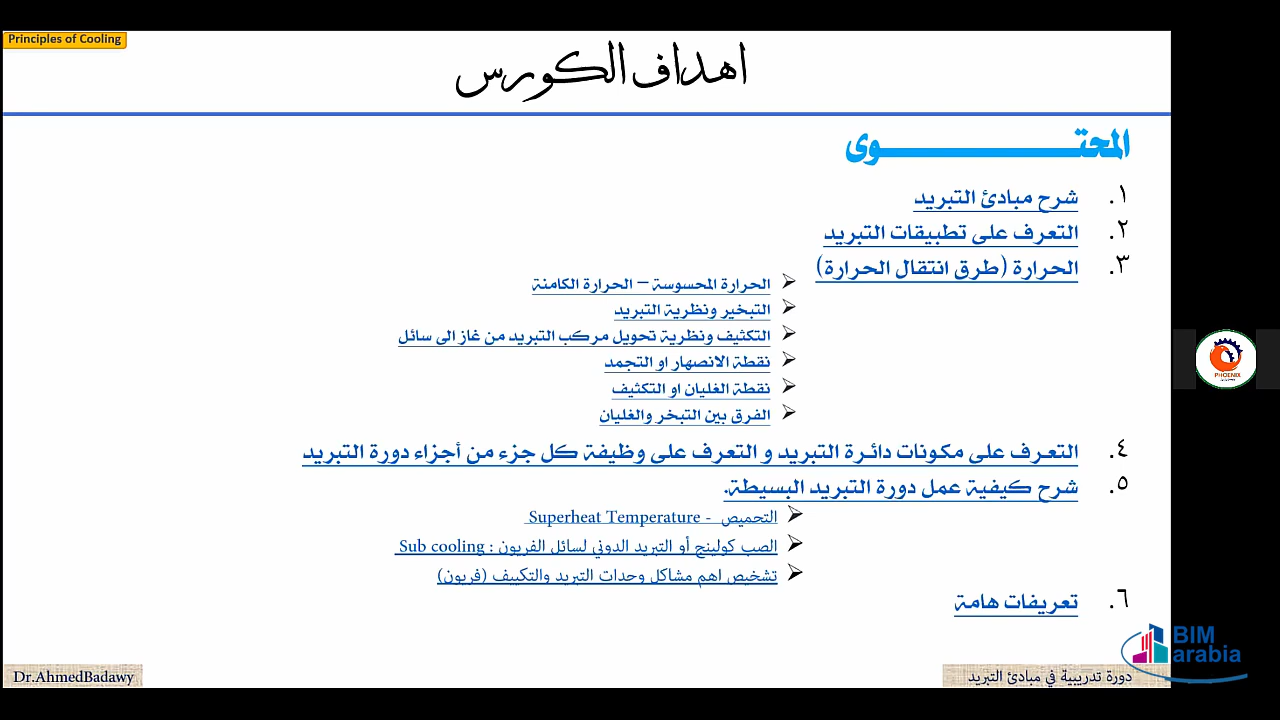 Principles of Cooling
اهداف الكورس
المحتــــــــــــــــوى
١. شرح مبادئ التبريد
٢. التعرف على تطبيقات التبريد
٣. الحرارة (طرق انتقال الحرارة)
الحرارة المحسوسة – الحرارة الكامنة
التبخير ونظرية التبريد
التكثيف ونظرية تحويل مركب التبريد من غاز الى سائل
نقطة الانصهار او التجمد
نقطة الغليان او التكثيف
الفرق بين التبخر والغليان
٤. التعرف على مكونات دائرة التبريد و التعرف على وظيفة كل جزء من أجزاء دورة التبريد
٥. شرح كيفية عمل دورة التبريد البسيطة.
التحميص - Superheat Temperature
الصب كولينج أو التبريد الدوني لسائل الفريون : Sub cooling
تشخيص اهم مشاكل وحدات التبريد والتكييف (فريون)
٦. تعريفات هامة
PHOENIX
BIM
arabia
Dr.AhmedBadawy
دورة تدريبية في مبادئ التبريد